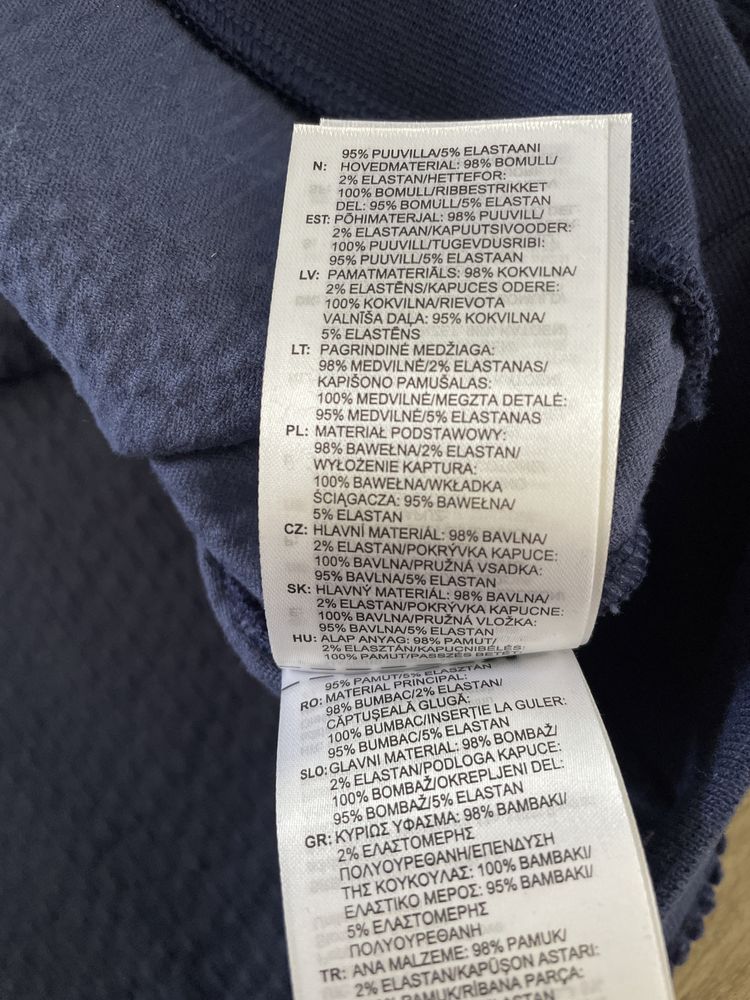 95% PUUVILLA/5% ELASTAANI
N: HOVEDMATERIAL: 98% BOMULL/
2% ELASTAN/HETTEFOR:
100% BOMULL/RIBBESTRIKKET
DEL: 95% BOMULL/5% ELASTAN
EST: PÕHIMATERJAL: 98% PUUVILL/
2% ELASTAAN/KAPUUTSIVOODER:
100% PUUVILL/TUGEVDUSRIBI:
95% PUUVILL/5% ELASTAAN
LV: PAMATMATERIĀLS: 98% KOKVILNA/
2% ELASTĒNS/KAPUCES ODERE:
100% KOKVILNA/RIEVOTA
VALNĪŠA DAĻA: 95% KOKVILNA/
5% ELASTĒNS
LT: PAGRINDINĖ MEDŽIAGA:
98% MEDVILNĖ/2% ELASTANAS/
KAPIŠONO PAMUŠALAS:
100% MEDVILNĖ/MEGZTA DETALĖ:
95% MEDVILNĖ/5% ELASTANAS
PL: MATERIAŁ PODSTAWOWY:
98% BAWEŁNA/2% ELASTAN/
WYŁOŻENIE KAPTURA:
100% BAWEŁNA/WKŁADKA
ŚCIĄGACZA: 95% BAWEŁNA/
5% ELASTAN
CZ: HLAVNÍ MATERIÁL: 98% BAVLNA/
2% ELASTAN/POKRÝVKA KAPUCE:
100% BAVLNA/PRUŽNÁ VSADKA:
95% BAVLNA/5% ELASTAN
SK: HLAVNÝ MATERIÁL: 98% BAVLNA/
2% ELASTAN/POKRÝVKA KAPUCNE:
100% BAVLNA/PRUŽNÁ VLOŽKA:
95% BAVLNA/5% ELASTAN
HU: ALAP ANYAG: 98% PAMUT/
2% ELASZTÁN/KAPUCNIBÉLÉS:
100% PAMUT/PASSZÉS BETÉT:
95% PAMUT/5% ELASZTÁN
RO: MATERIAL PRINCIPAL:
98% BUMBAC/2% ELASTAN/
CĂPTUŞEALĂ GLUGĂ:
100% BUMBAC/INSERŢIE LA GULER:
95% BUMBAC/5% ELASTAN
SLO: GLAVNI MATERIAL: 98% BOMBAŽ/
2% ELASTAN/PODLOGA KAPUCE:
100% BOMBAŽ/OKREPLJENI DEL:
95% BOMBAŽ/5% ELASTAN
GR: ΚΥΡΙΩΣ ΥΦΑΣΜΑ: 98% ΒΑΜΒΑΚΙ/
2% ΕΛΑΣΤΟΜΕΡΗΣ
ΠΟΛΥΟΥΡΕΘΑΝΗ/ΕΠΕΝΔΥΣΗ
ΤΗΣ ΚΟΥΚΟΥΛΑΣ: 100% ΒΑΜΒΑΚΙ/
ΕΛΑΣΤΙΚΟ ΜΕΡΟΣ: 95% ΒΑΜΒΑΚΙ/
5% ΕΛΑΣΤΟΜΕΡΗΣ
ΠΟΛΥΟΥΡΕΘΑΝΗ
TR: ANA MALZEME: 98% PAMUK/
2% ELASTAN/KAPÜŞON ASTARI:
PAMUK/RİBANA PARÇA:
ELASTAN